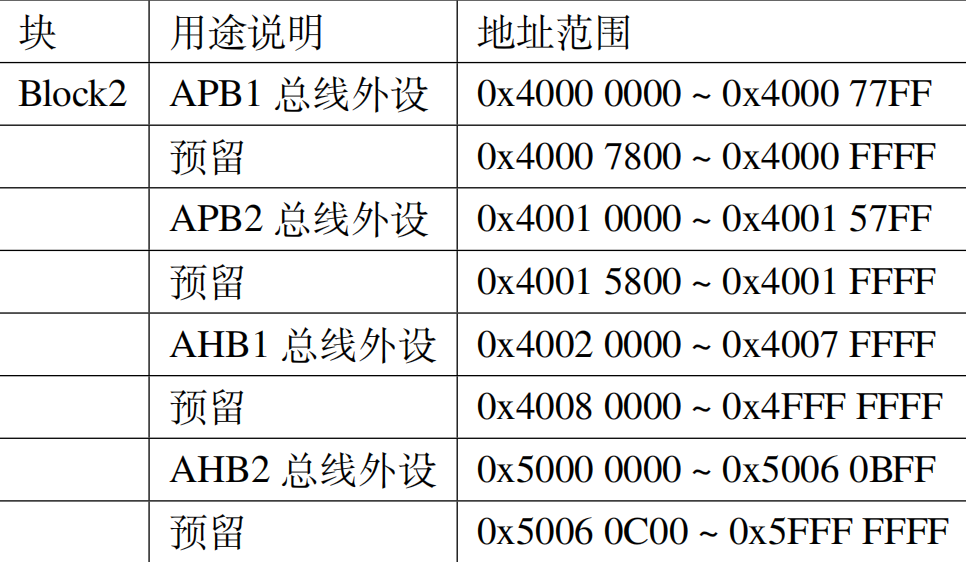 块 用途说明 地址范围
Block2 APB1 总线外设 0x4000 0000 ~ 0x4000 77FF
预留 0x4000 7800 ~ 0x4000 FFFF
APB2 总线外设 0x4001 0000 ~ 0x4001 57FF
预留 0x4001 5800 ~ 0x4001 FFFF
AHB1 总线外设 0x4002 0000 ~ 0x4007 FFFF
预留 0x4008 0000 ~ 0x4FFF FFFF
AHB2 总线外设 0x5000 0000 ~ 0x5006 0BFF
预留 0x5006 0C00 ~ 0x5FFF FFFF